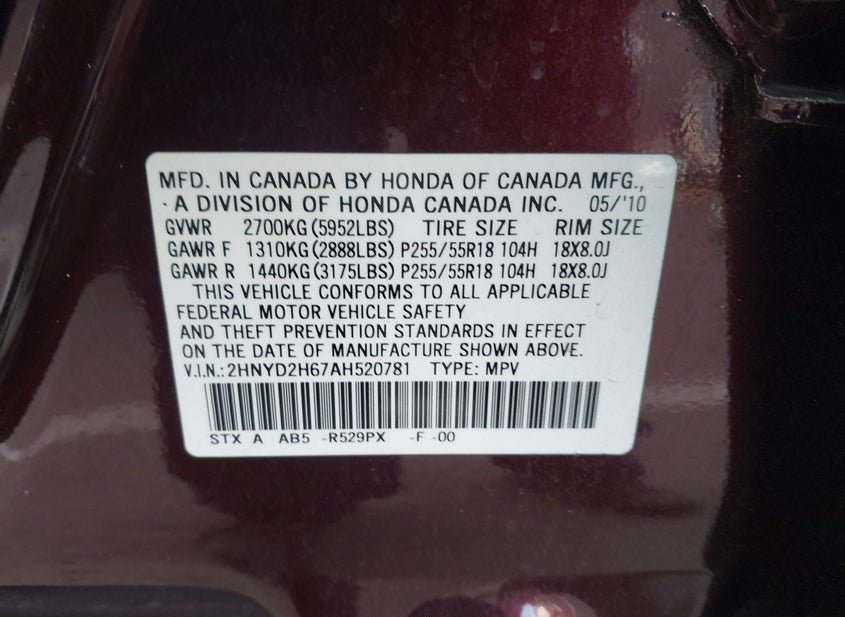 MFD. IN CANADA BY HONDA OF CANADA MFG.,
A DIVISION OF HONDA CANADA INC. 05/'10
GVWR 2700KG (5952LBS) TIRE SIZE RIM SIZE
GAWR F 1310KG (2888LBS) P255/55R18 104H 18X8.0J
GAWR R 1440KG (3175LBS) P255/55R18 104H 18X8.0J
THIS VEHICLE CONFORMS TO ALL APPLICABLE
FEDERAL MOTOR VEHICLE SAFETY
AND THEFT PREVENTION STANDARDS IN EFFECT
ON THE DATE OF MANUFACTURE SHOWN ABOVE.
V.I.N.: 2HNYD2H67AH520781 TYPE: MPV
STX A AB5 -R529PX -F -00